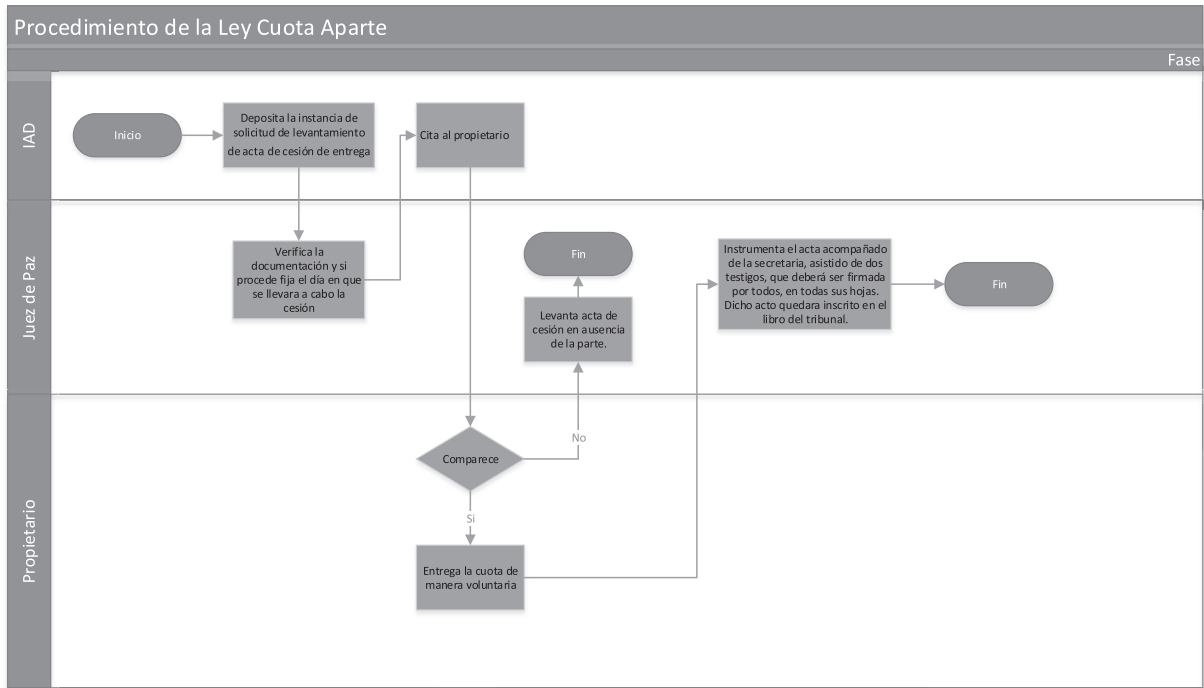 Procedimiento de la Ley Cuota Aparte
Fase
IAD
Inicio
Deposita la instancia de
solicitud de levantamiento
de acta de cesión de entrega
Cita al propietario
Juez de Paz
Verifica la
documentación y si
procede fija el día en que
se llevara a cabo la
cesión
Fin
Levanta acta de
cesión en ausencia
de la parte.
Instrumenta el acta acompañado
de la secretaria, asistido de dos
testigos, que deberá ser firmada
por todos, en todas sus hojas.
Dicho acto quedara inscrito en el
libro del tribunal.
Fin
Propietario
Comparece
No
Si
Entrega la cuota de
manera voluntaria